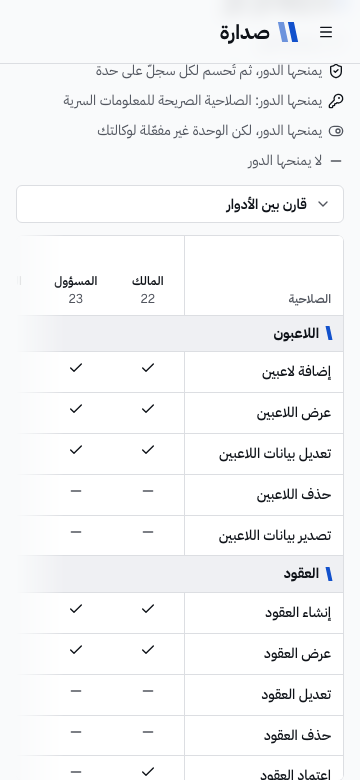 صدارة
يمنحها الدور، ثم تُحسم لكل سجلّ على حدة
يمنحها الدور: الصلاحية الصريحة للمعلومات السرية
يمنحها الدور، لكن الوحدة غير مفعّلة لوكالتك
لا يمنحها الدور
قارن بين الأدوار
الصلاحية المالك المسؤول
22 23
اللاعبون
إضافة لاعبين
عرض اللاعبين
تعديل بيانات اللاعبين
حذف اللاعبين
تصدير بيانات اللاعبين
العقود
إنشاء العقود
عرض العقود
تعديل العقود
حذف العقود
اعتماد العقود